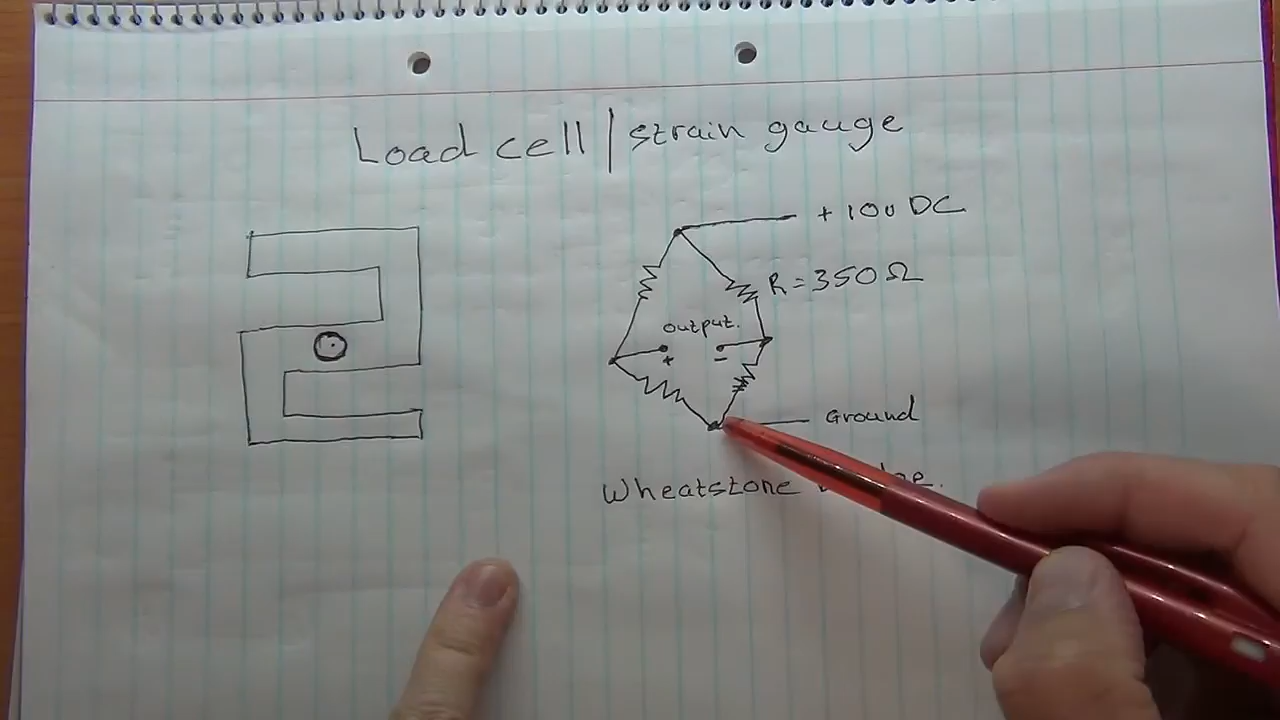 Load cell | strain gauge
+ 10v DC
R = 350 Ω
output.
+ -
Ground
Wheatstone